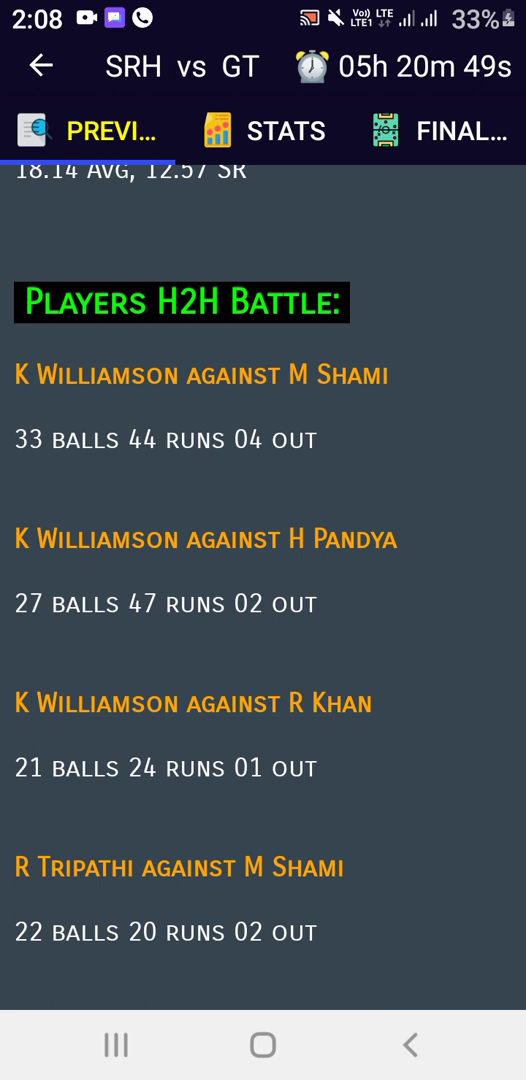 2:08 Vo) LTE LTE1 33%
SRH vs GT 05h 20m 49s
PREVI... STATS FINAL...
18.14 Avg, 12.57 SR
Players H2H Battle:
K Williamson against M Shami
33 balls 44 runs 04 out
K Williamson against H Pandya
27 balls 47 runs 02 out
K Williamson against R Khan
21 balls 24 runs 01 out
R Tripathi against M Shami
22 balls 20 runs 02 out